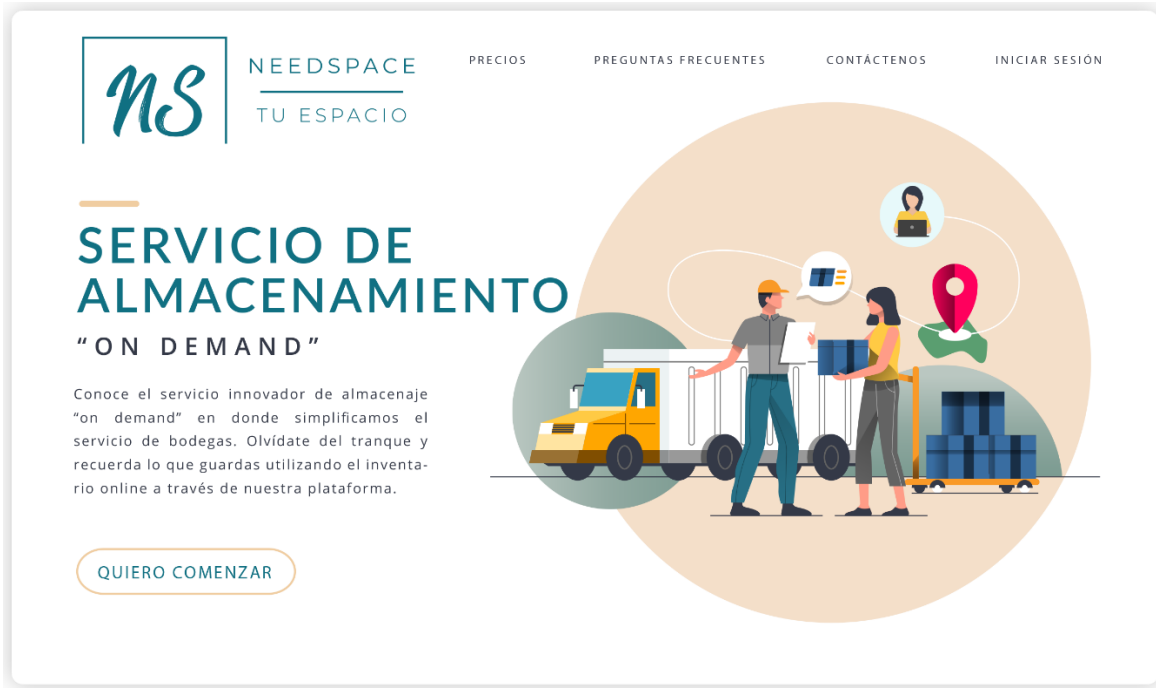 NS
NEEDSPACE
TU ESPACIO
PRECIOS
PREGUNTAS FRECUENTES
CONTÁCTENOS
INICIAR SESIÓN
SERVICIO DE
ALMACENAMIENTO
“ON DEMAND”
Conoce el servicio innovador de almacenaje
“on demand” en donde simplificamos el
servicio de bodegas. Olvídate del tranque y
recuerda lo que guardas utilizando el inventa-
rio online a través de nuestra plataforma.
QUIERO COMENZAR